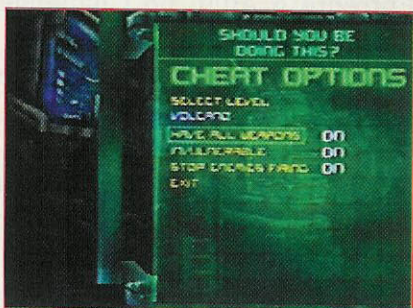 SHOULD YOU BE
DOING THIS?
CHEAT OPTIONS
SELECT LEVEL
VOLCANO
HAVE ALL WEAPONS ON
INVULNERABLE ON
STOP ENEMIES FIRING ON
EXIT